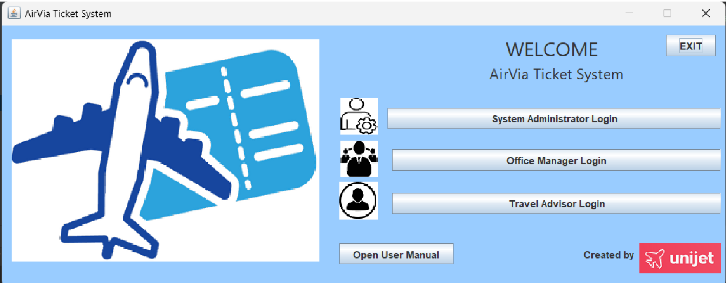 AirVia Ticket System
WELCOME
EXIT
AirVia Ticket System
System Administrator Login
Office Manager Login
Travel Advisor Login
Open User Manual
Created by
unijet